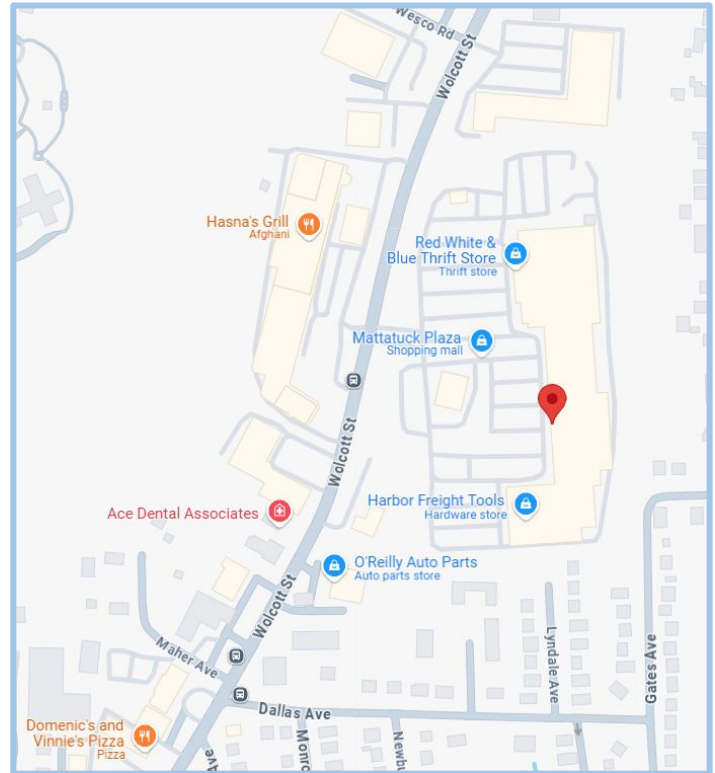 Wesco Rd
Wolcott St
Hasna's Grill
Afghani
Red White &
Blue Thrift Store
Thrift store
Mattatuck Plaza
Shopping mall
Wolcott St
Harbor Freight Tools
Hardware store
Ace Dental Associates
O'Reilly Auto Parts
Auto parts store
Wolcott St
Maher Ave
Lyndale Ave
Gates Ave
Dallas Ave
Domenic's and
Vinnie's Pizza
Pizza
Ave